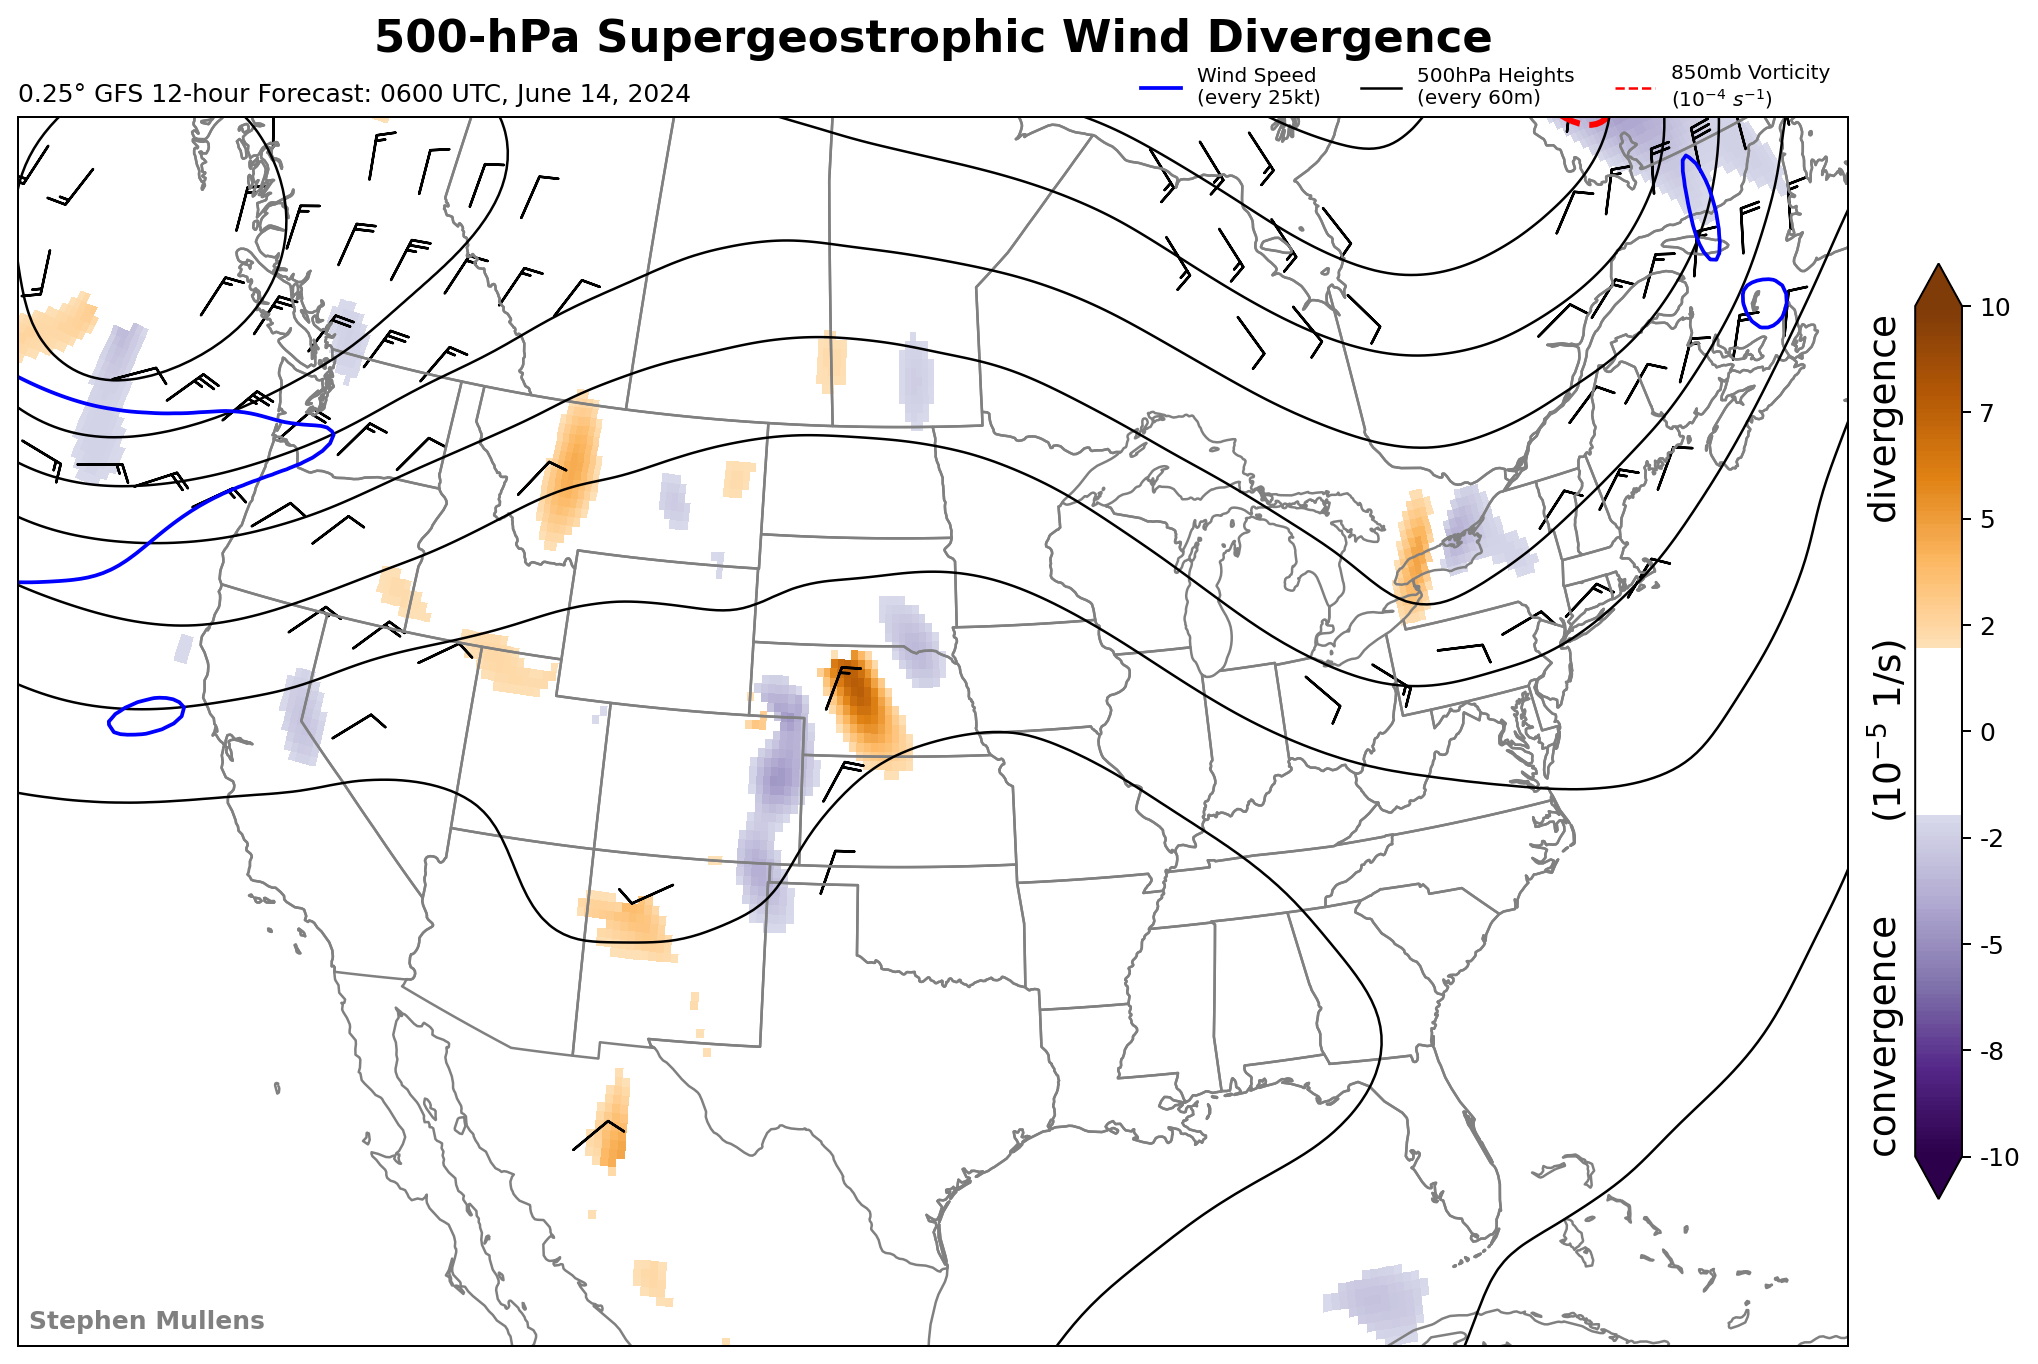 500-hPa Supergeostrophic Wind Divergence
0.25° GFS 12-hour Forecast: 0600 UTC, June 14, 2024
Wind Speed
(every 25kt)
500hPa Heights
(every 60m)
850mb Vorticity
(10⁻⁴ s⁻¹)
10
7
5
2
0
-2
-5
-8
-10
convergence (10⁻⁵ 1/s) divergence
Stephen Mullens